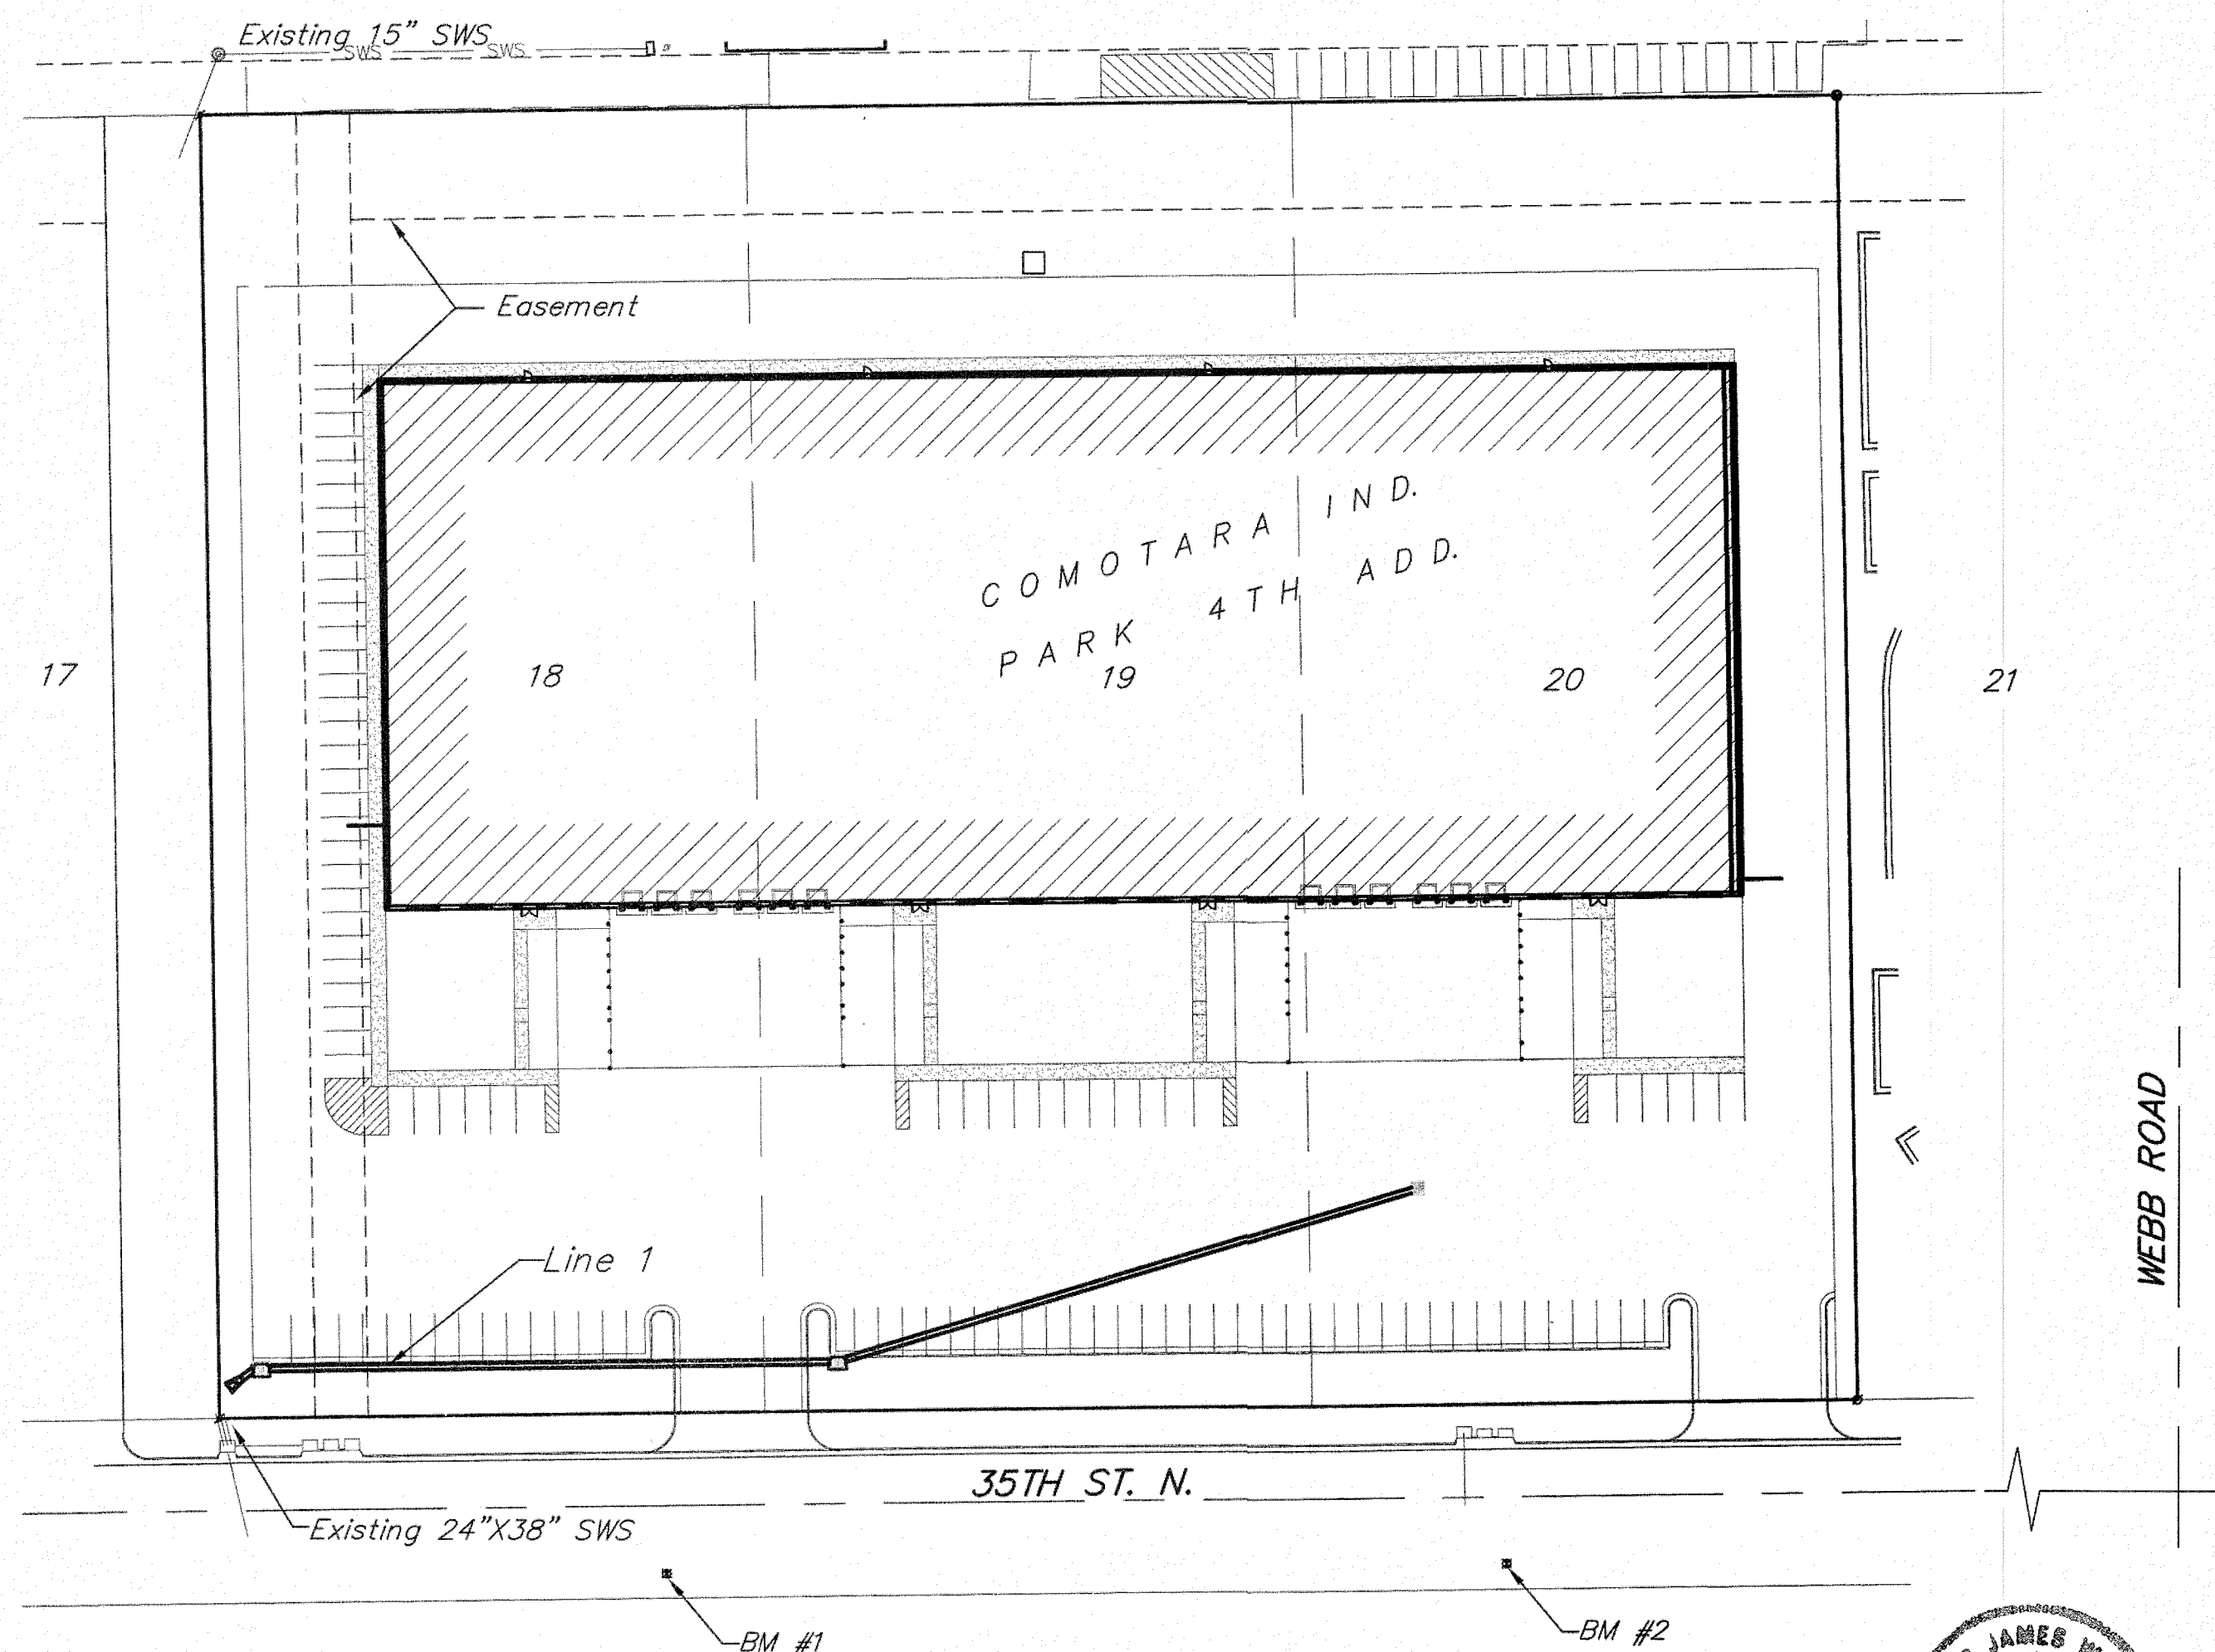 Existing 15" SWS
SWS SWS
Easement
COMOTARA IND.
PARK 4TH ADD.
17
18
19
20
21
WEBB ROAD
Line 1
35TH ST. N.
Existing 24"X38" SWS
BM #1
BM #2
JAMES